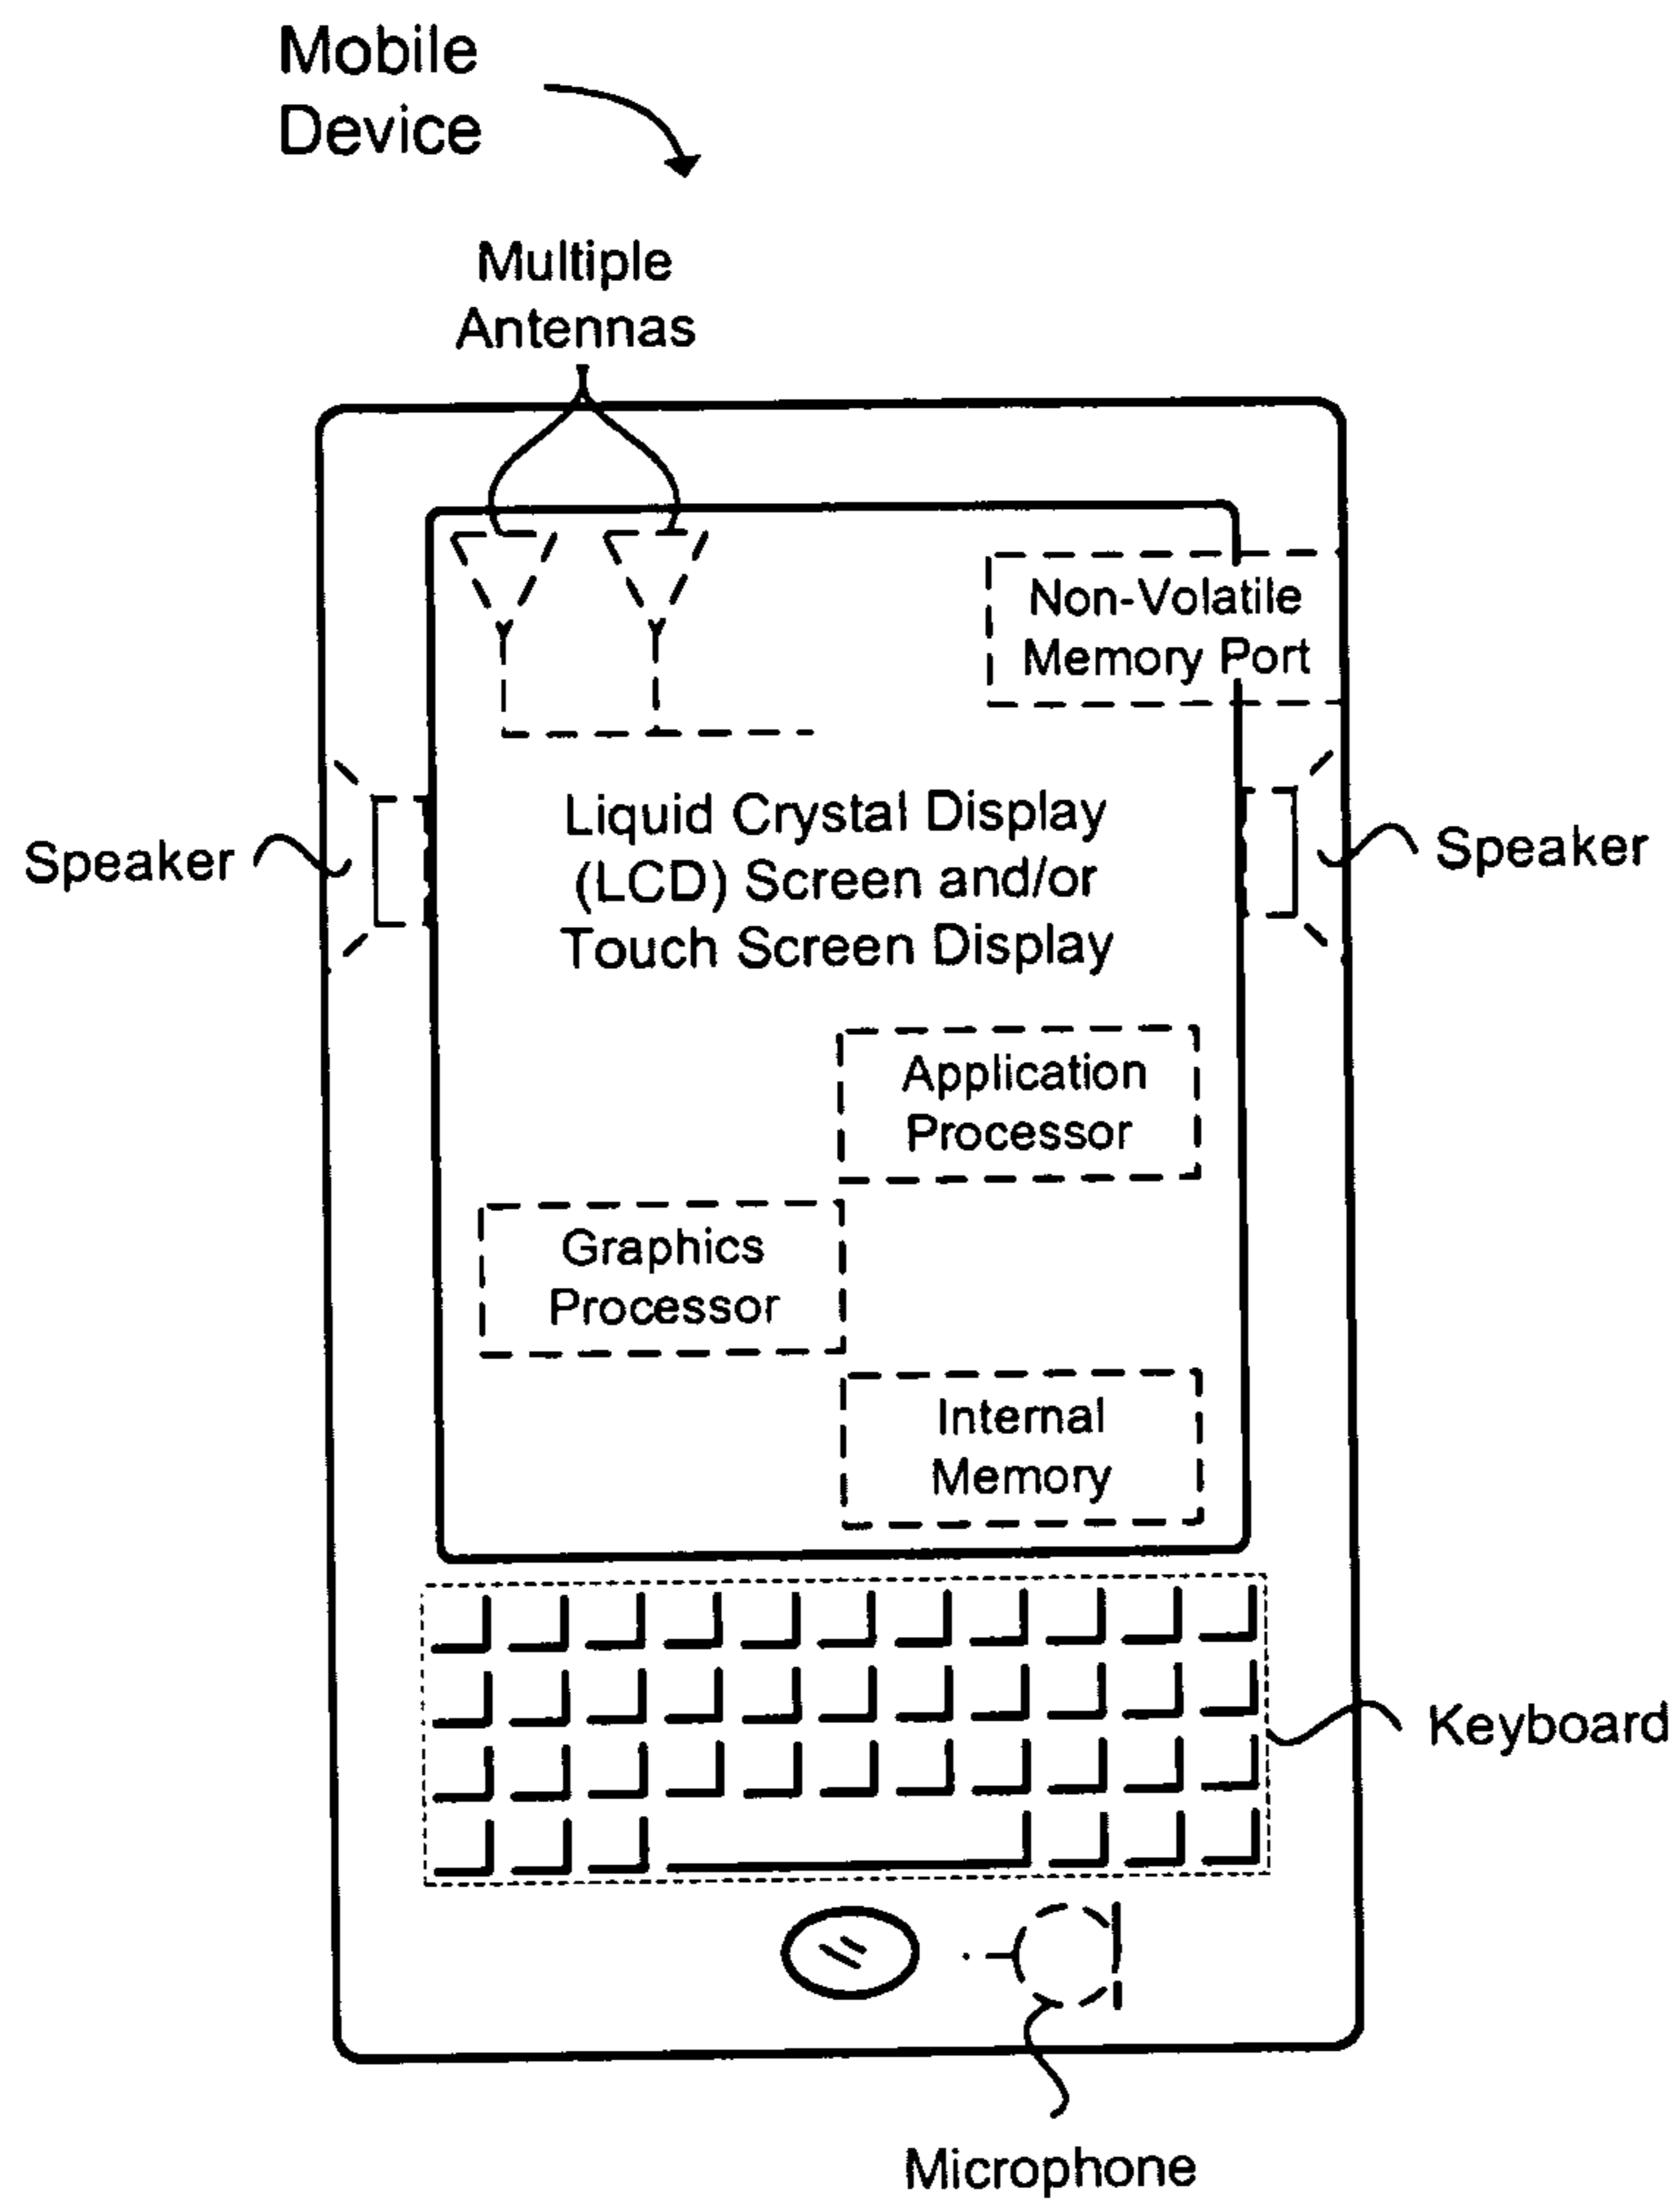 Mobile
Device
Multiple
Antennas
Non-Volatile
Memory Port
Speaker
Liquid Crystal Display
(LCD) Screen and/or
Touch Screen Display
Speaker
Application
Processor
Graphics
Processor
Internal
Memory
Keyboard
Microphone